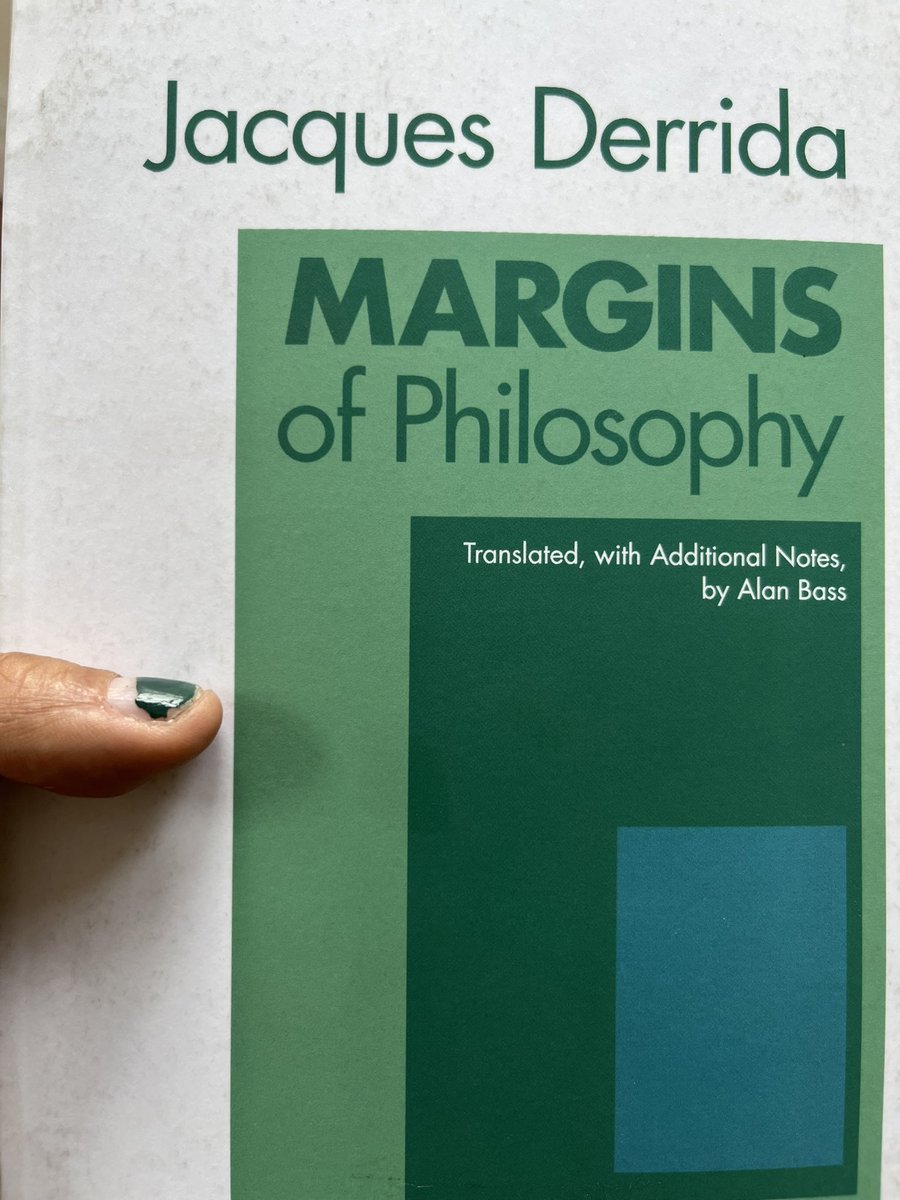 Jacques Derrida
MARGINS
of Philosophy
Translated, with Additional Notes,
by Alan Bass